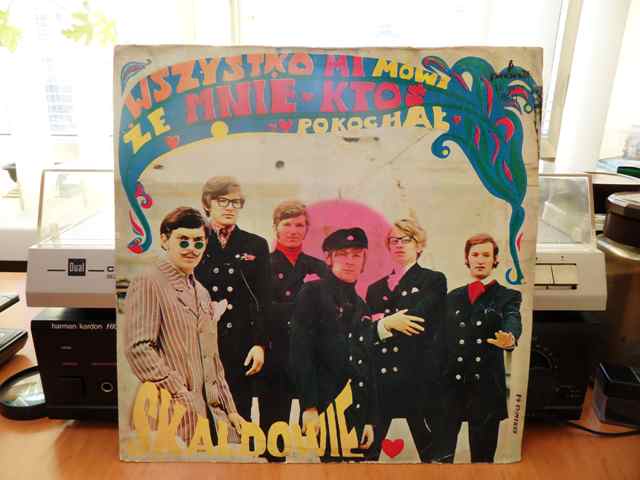 WSZYSTKO MI MÓWI
ŻE MNIE KTOŚ
POKOCHAŁ
SKALDOWIE
Dual
harman kardon